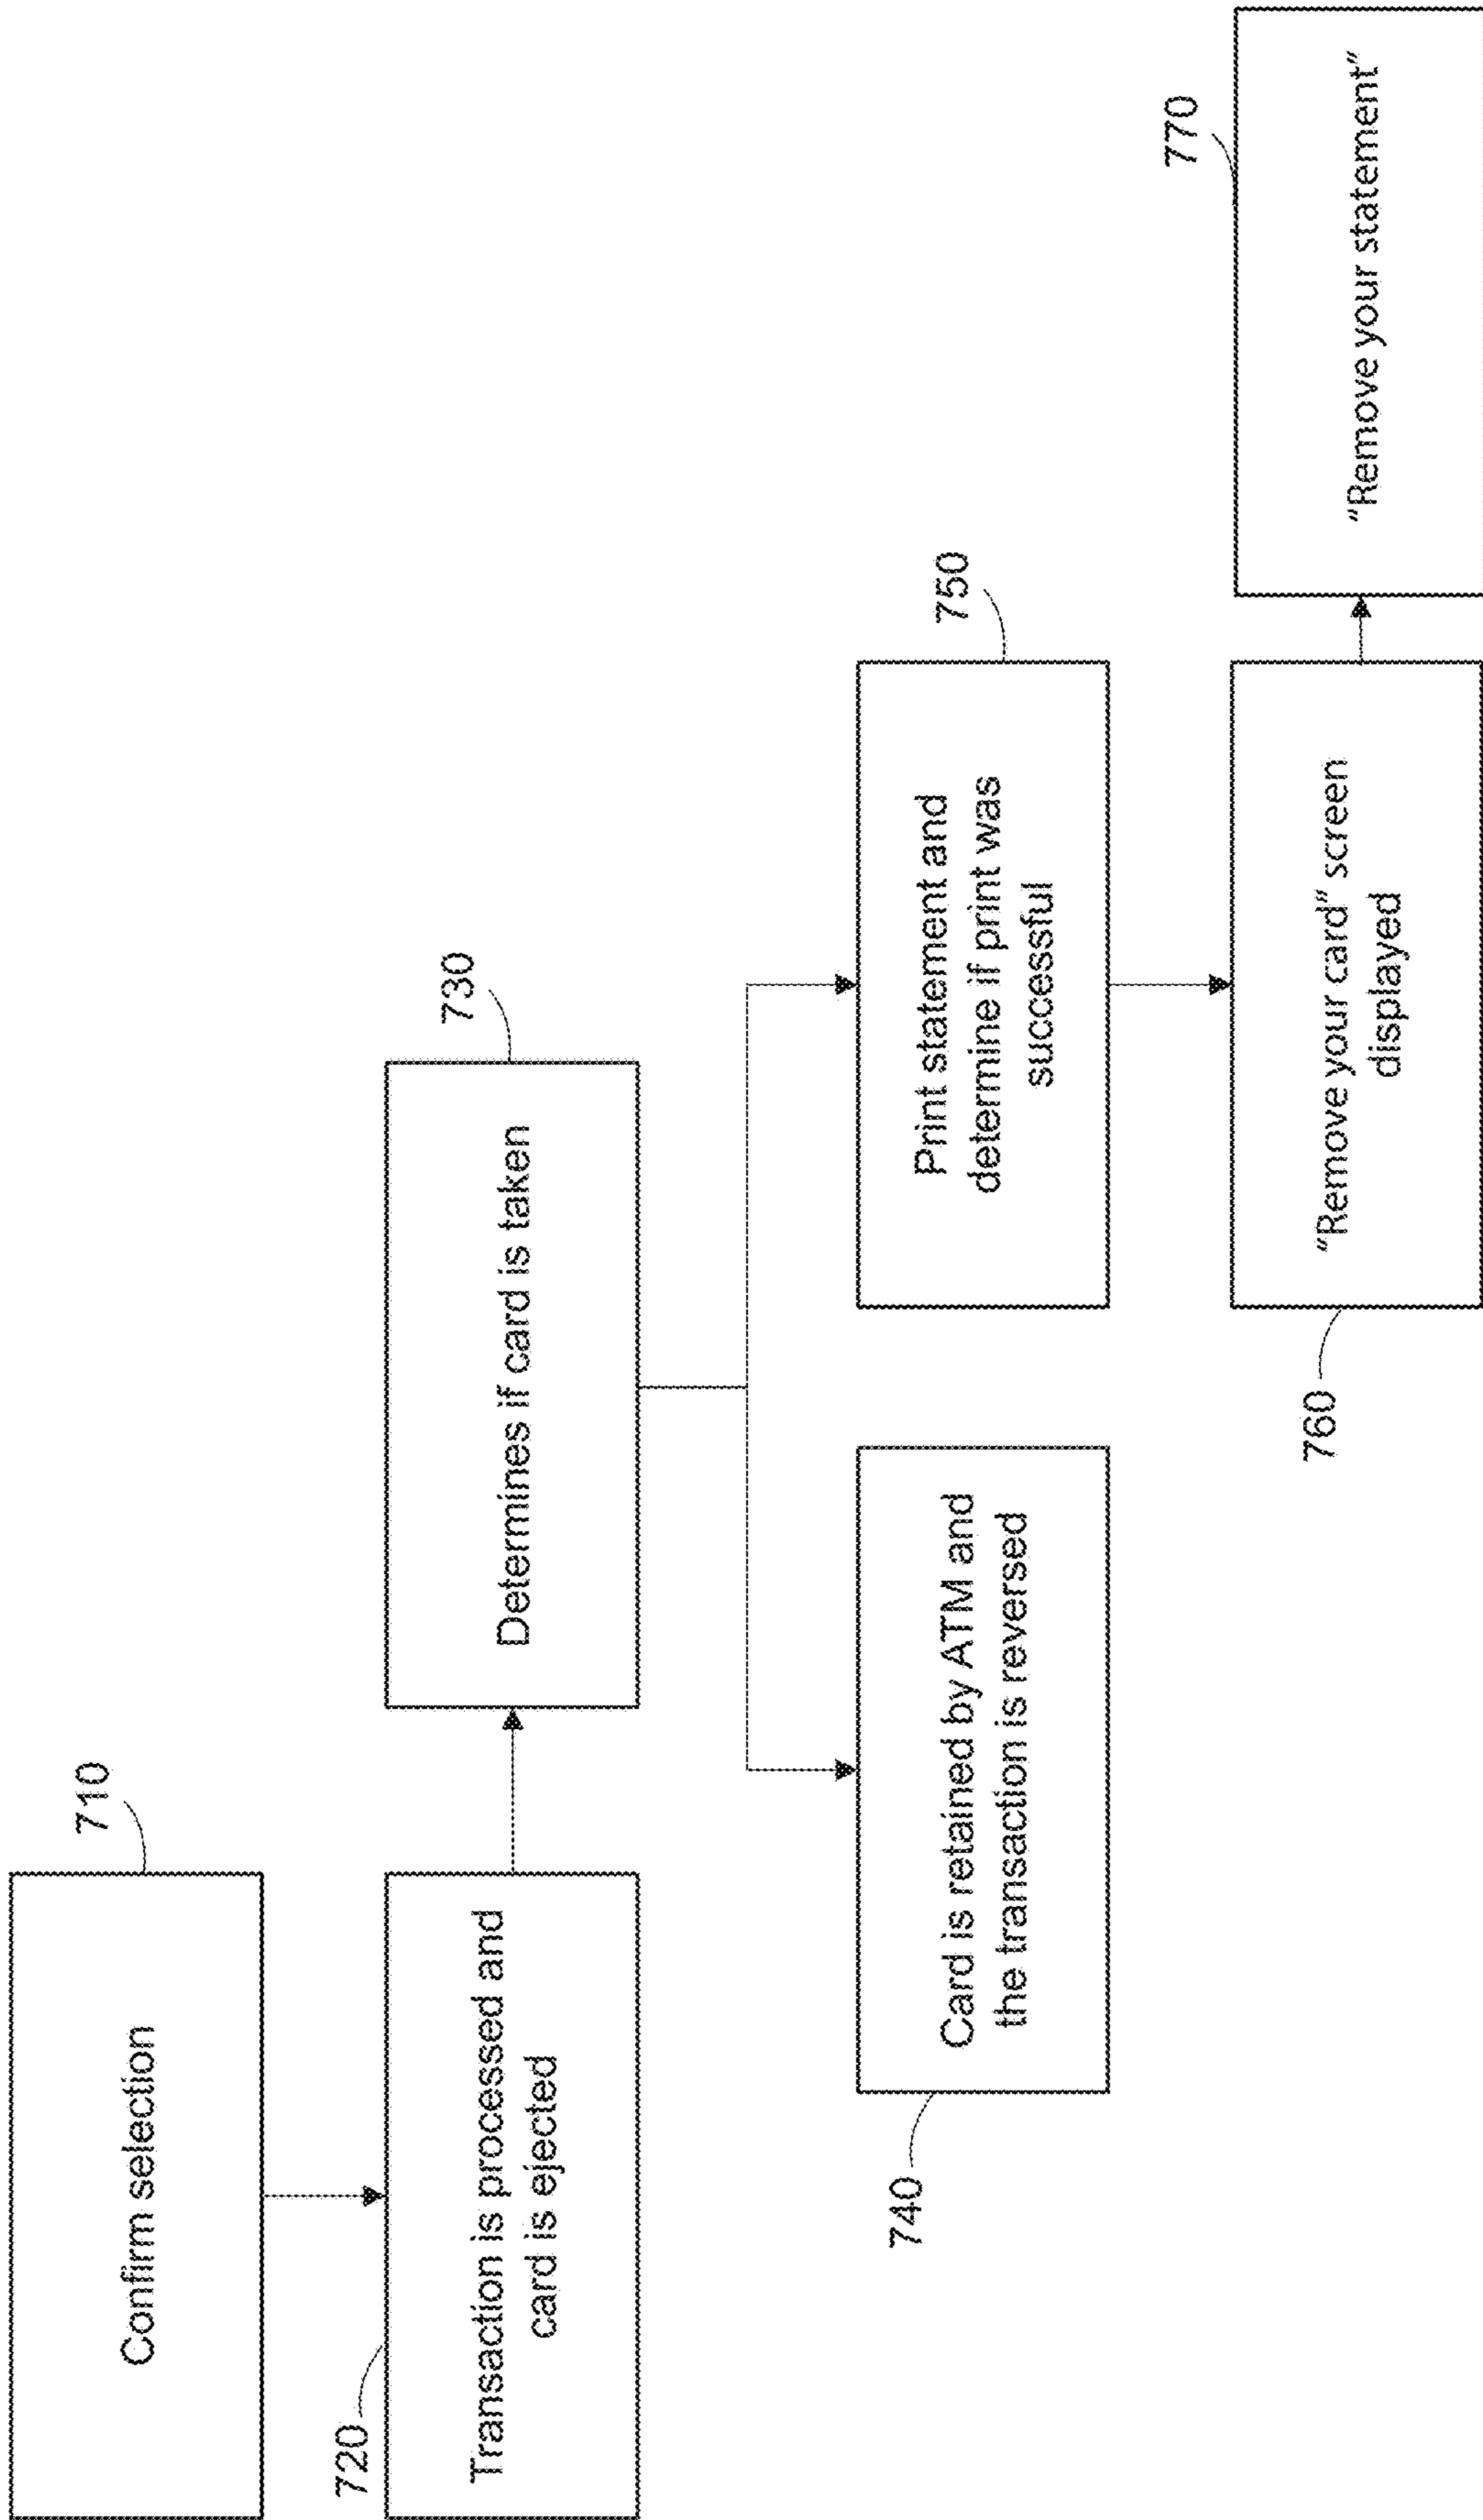 710
Confirm selection
720
Transaction is processed and
card is ejected
730
Determines if card is taken
740
Card is retained by ATM and
the transaction is reversed
750
Print statement and
determine if print was
successful
760
"Remove your card" screen
displayed
770
"Remove your statement"